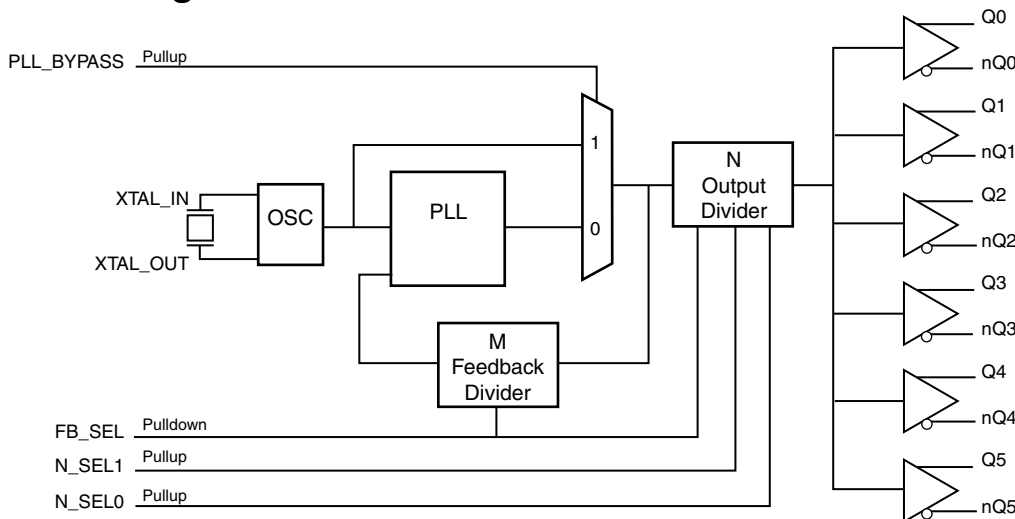 Q0
PLL_BYPASS Pullup
nQ0
Q1
1
N
Output
Divider
nQ1
XTAL_IN
OSC
PLL
Q2
0
nQ2
XTAL_OUT
Q3
M
Feedback
Divider
nQ3
Q4
FB_SEL Pulldown
nQ4
N_SEL1 Pullup
Q5
N_SEL0 Pullup
nQ5